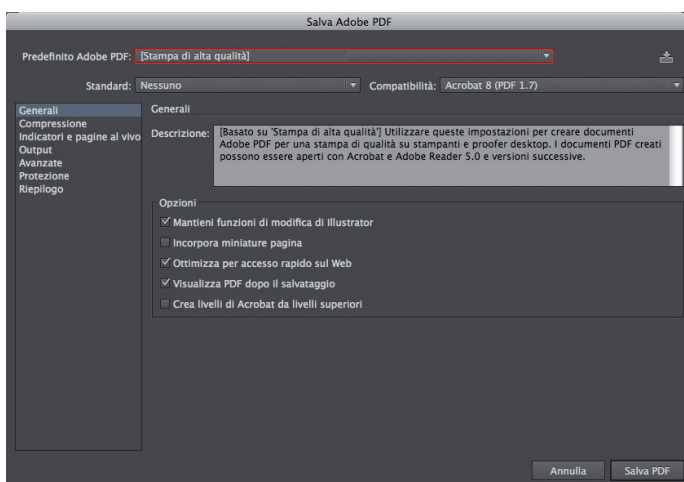 Salva Adobe PDF
Predefinito Adobe PDF: [Stampa di alta qualità]
Standard: Nessuno Compatibilità: Acrobat 8 (PDF 1.7)
Generali
Compressione
Indicatori e pagine al vivo
Output
Avanzate
Protezione
Riepilogo
Generali
Descrizione: [Basato su 'Stampa di alta qualità'] Utilizzare queste impostazioni per creare documenti
Adobe PDF per una stampa di qualità su stampanti e proofer desktop. I documenti PDF creati
possono essere aperti con Acrobat e Adobe Reader 5.0 e versioni successive.
Opzioni
Mantieni funzioni di modifica di Illustrator
Incorpora miniature pagina
Ottimizza per accesso rapido sul Web
Visualizza PDF dopo il salvataggio
Crea livelli di Acrobat da livelli superiori
Annulla Salva PDF